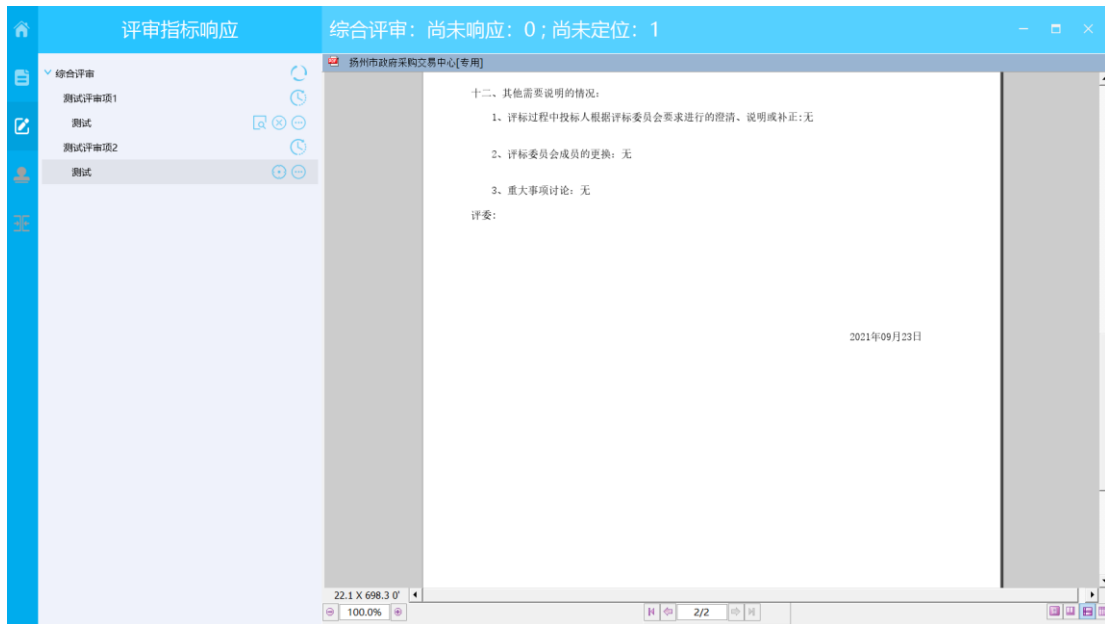 评审指标响应
综合评审：尚未响应：0；尚未定位：1
综合评审
测试评审项1
测试
测试评审项2
测试
扬州市政府采购交易中心[专用]
十二、其他需要说明的情况：
1、评标过程中投标人根据评标委员会要求进行的澄清、说明或补正:无
2、评标委员会成员的更换：无
3、重大事项讨论：无
评委：
2021年09月23日
22.1 X 698.3 0'
100.0%
2/2